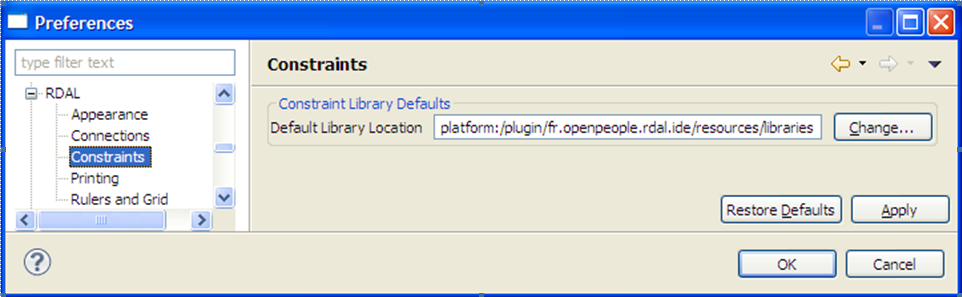 Preferences
type filter text
RDAL
Appearance
Connections
Constraints
Printing
Rulers and Grid
Constraints
Constraint Library Defaults
Default Library Location platform:/plugin/fr.openpeople.rdal.ide/resources/libraries Change...
Restore Defaults Apply
OK Cancel